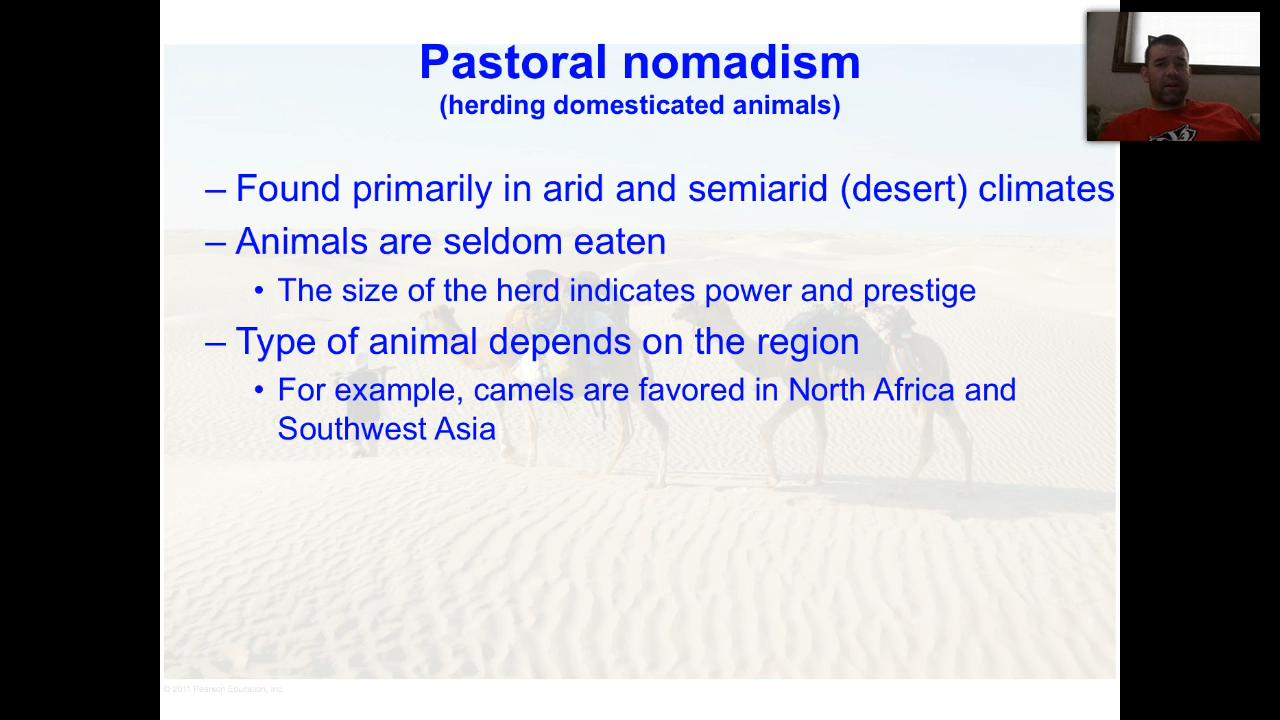 Pastoral nomadism
(herding domesticated animals)
– Found primarily in arid and semiarid (desert) climates
– Animals are seldom eaten
• The size of the herd indicates power and prestige
– Type of animal depends on the region
• For example, camels are favored in North Africa and
Southwest Asia
© 2011 Pearson Education, Inc.